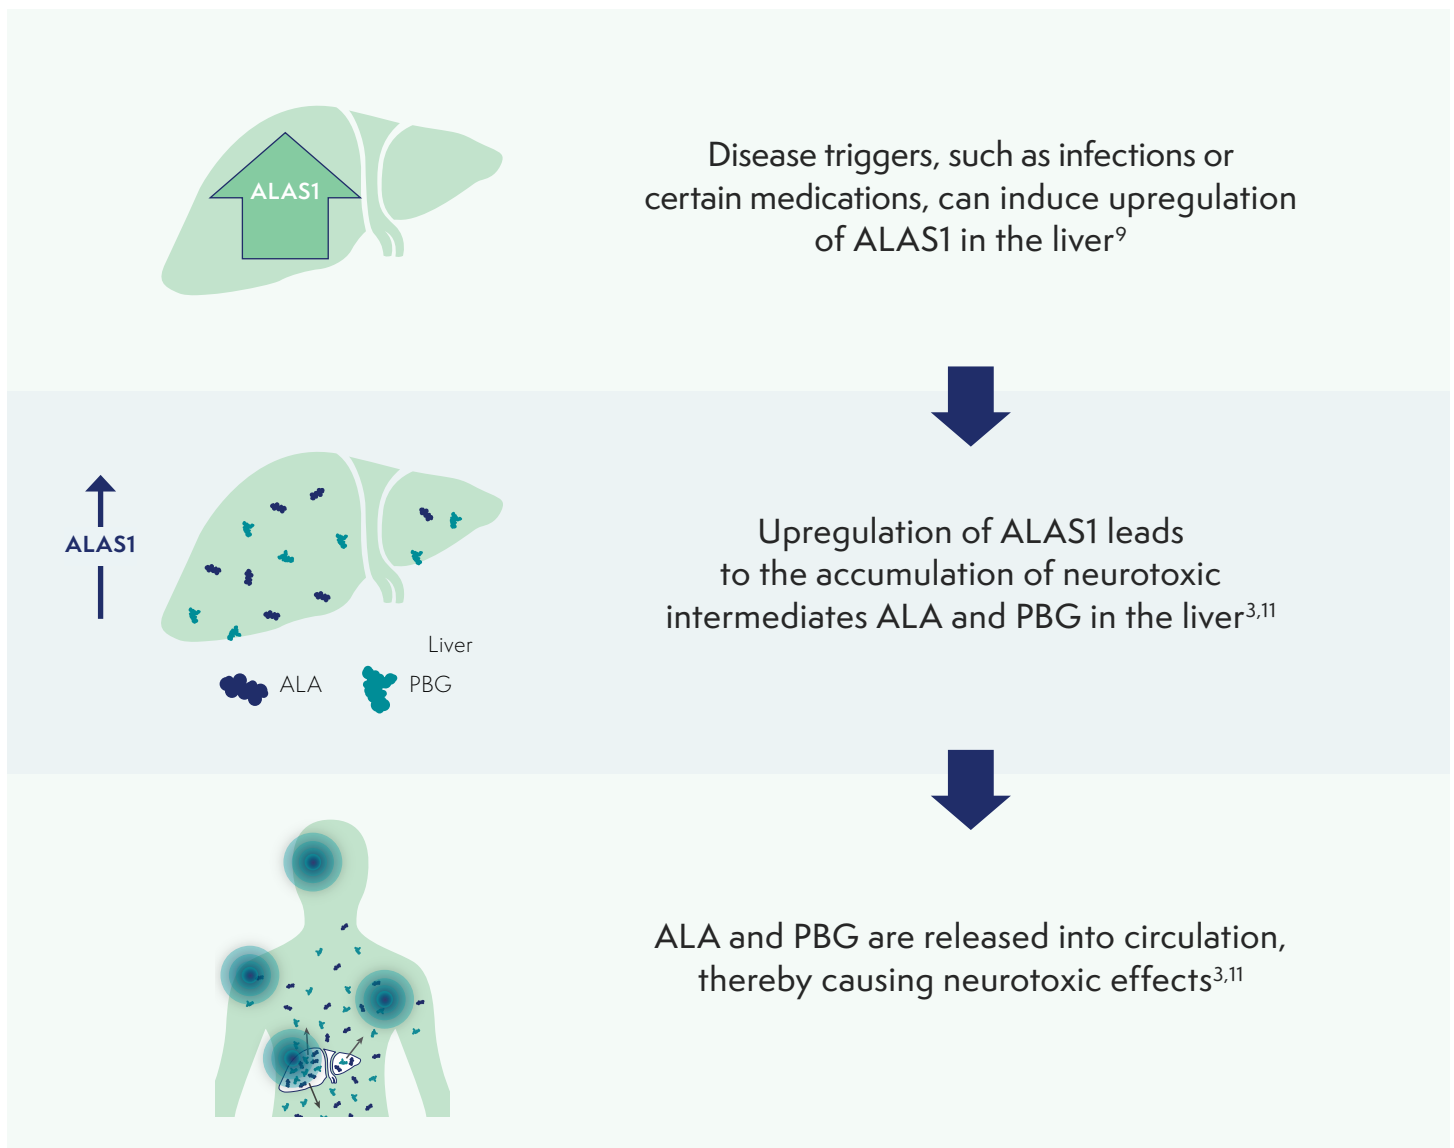 ALAS1
Disease triggers, such as infections or
certain medications, can induce upregulation
of ALAS1 in the liver⁹
ALAS1
Upregulation of ALAS1 leads
to the accumulation of neurotoxic
intermediates ALA and PBG in the liver³,¹¹
Liver
ALA
PBG
ALA and PBG are released into circulation,
thereby causing neurotoxic effects³,¹¹